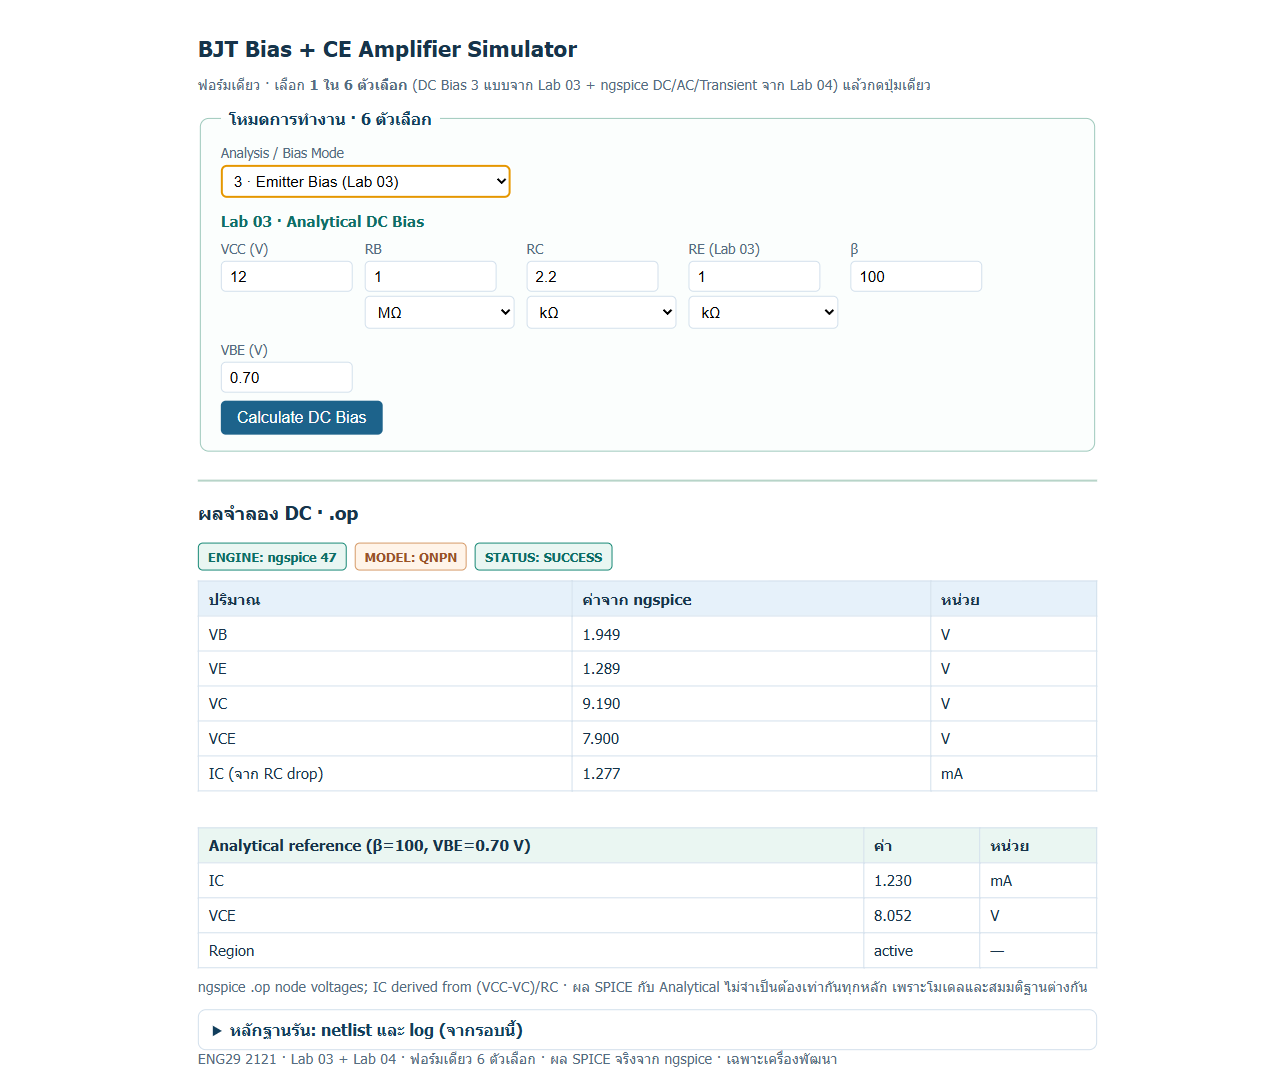 BJT Bias + CE Amplifier Simulator
ฟอร์มเดียว · เลือก 1 ใน 6 ตัวเลือก (DC Bias 3 แบบจาก Lab 03 + ngspice DC/AC/Transient จาก Lab 04) แล้วกดปุ่มเดียว
โหมดการทำงาน · 6 ตัวเลือก
Analysis / Bias Mode
3 · Emitter Bias (Lab 03)
Lab 03 · Analytical DC Bias
VCC (V) RB RC RE (Lab 03) β
12 1 2.2 1 100
MΩ kΩ kΩ
VBE (V)
0.70
Calculate DC Bias
ผลจำลอง DC · .op
ENGINE: ngspice 47 MODEL: QNPN STATUS: SUCCESS
ปริมาณ ค่าจาก ngspice หน่วย
VB 1.949 V
VE 1.289 V
VC 9.190 V
VCE 7.900 V
IC (จาก RC drop) 1.277 mA
Analytical reference (β=100, VBE=0.70 V) ค่า หน่วย
IC 1.230 mA
VCE 8.052 V
Region active —
ngspice .op node voltages; IC derived from (VCC-VC)/RC · ผล SPICE กับ Analytical ไม่จำเป็นต้องเท่ากันทุกหลัก เพราะโมเดลและสมมติฐานต่างกัน
▶ หลักฐานรัน: netlist และ log (จากรอบนี้)
ENG29 2121 · Lab 03 + Lab 04 · ฟอร์มเดียว 6 ตัวเลือก · ผล SPICE จริงจาก ngspice · เฉพาะเครื่องพัฒนา